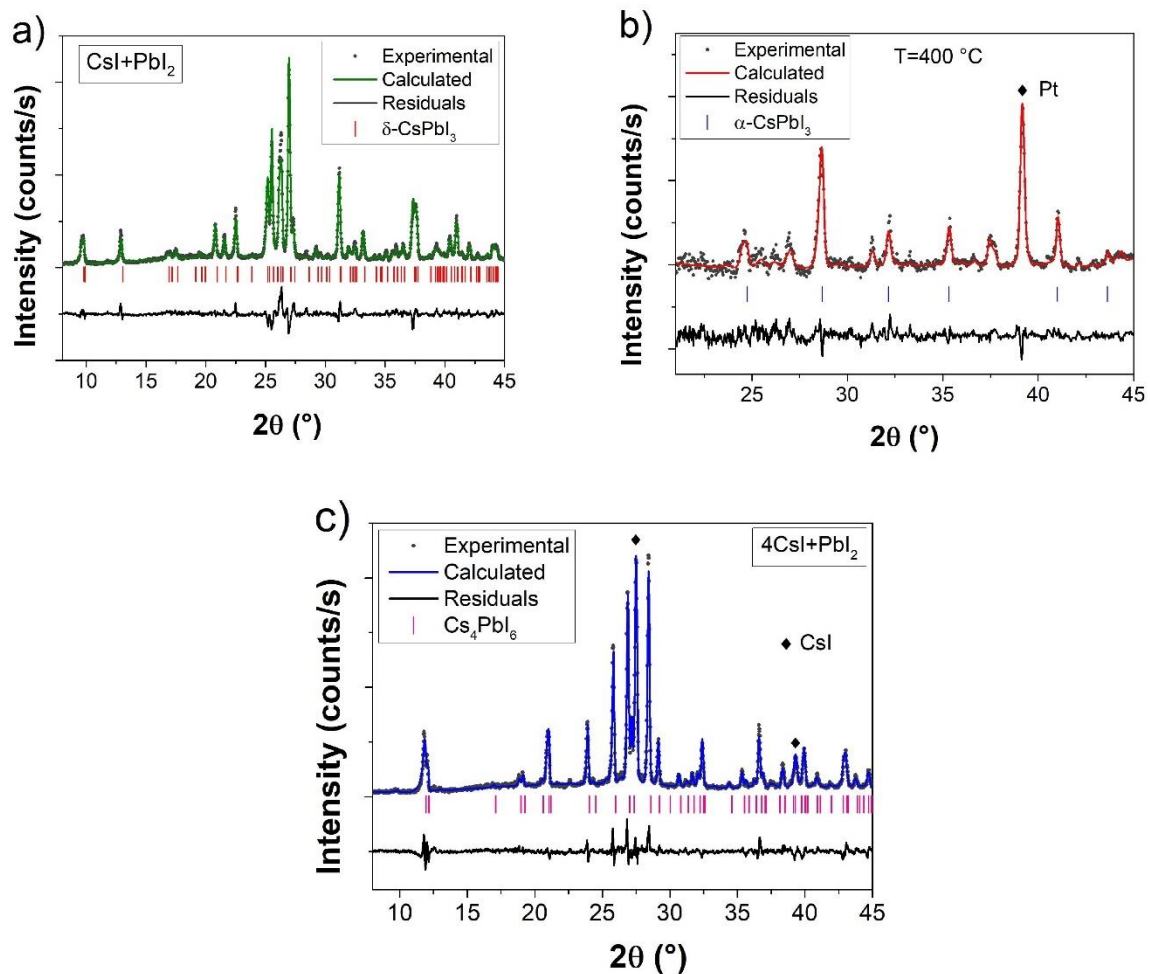 a)
CsI+PbI₂
Experimental
Calculated
Residuals
δ-CsPbI₃
Intensity (counts/s)
10 15 20 25 30 35 40 45
2θ (°)
b)
Experimental
Calculated
Residuals
α-CsPbI₃
T=400 °C
◆ Pt
Intensity (counts/s)
25 30 35 40 45
2θ (°)
c)
Experimental
Calculated
Residuals
Cs₄PbI₆
4CsI+PbI₂
◆ CsI
Intensity (counts/s)
10 15 20 25 30 35 40 45
2θ (°)